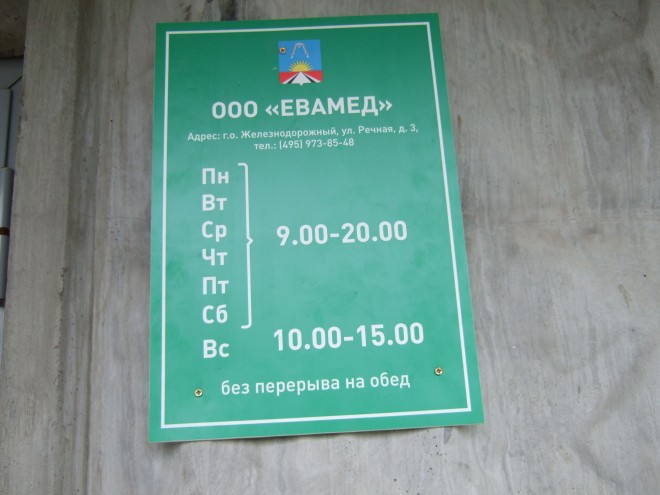 ООО «ЕВАМЕД»
Адрес: г.о. Железнодорожный, ул. Речная, д. 3,
тел.: (495) 973-85-48
Пн
Вт
Ср
Чт
Пт
Сб
9.00-20.00
Вс 10.00-15.00
без перерыва на обед